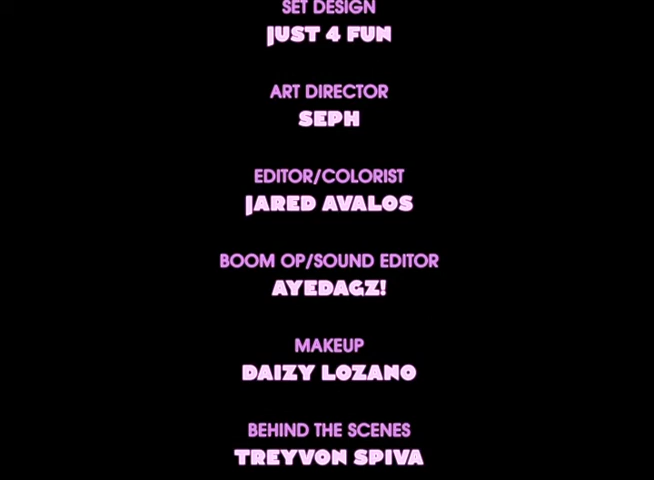 SET DESIGN
JUST 4 FUN
ART DIRECTOR
SEPH
EDITOR/COLORIST
JARED AVALOS
BOOM OP/SOUND EDITOR
AYEDAGZ!
MAKEUP
DAIZY LOZANO
BEHIND THE SCENES
TREYVON SPIVA